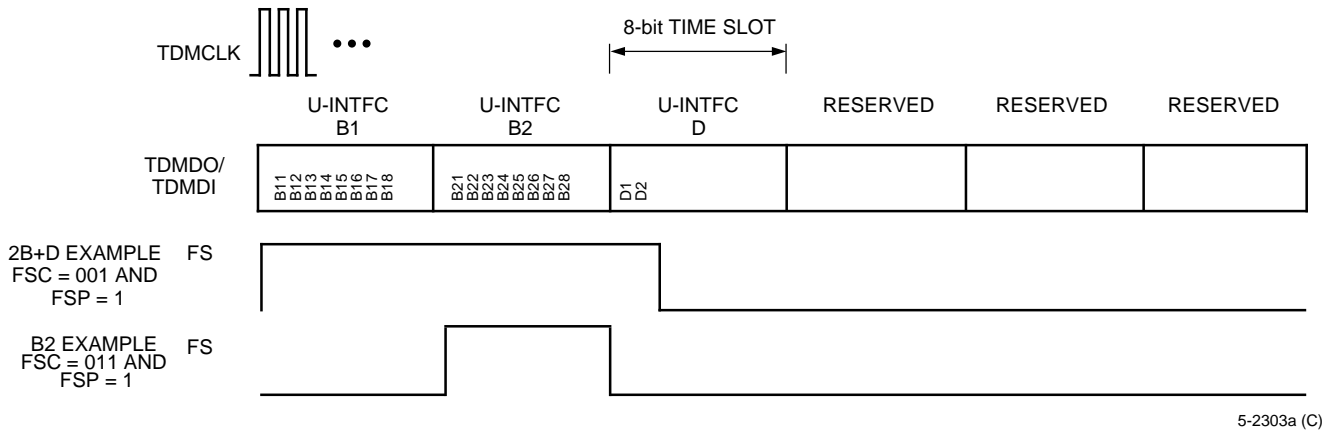 8-bit TIME SLOT
TDMCLK
U-INTFC
B1
U-INTFC
B2
U-INTFC
D
RESERVED
RESERVED
RESERVED
TDMDO/
TDMDI
B11
B12
B13
B14
B15
B16
B17
B18
B21
B22
B23
B24
B25
B26
B27
B28
D1
D2
2B+D EXAMPLE
FSC = 001 AND
FSP = 1
FS
B2 EXAMPLE
FSC = 011 AND
FSP = 1
FS
5-2303a (C)